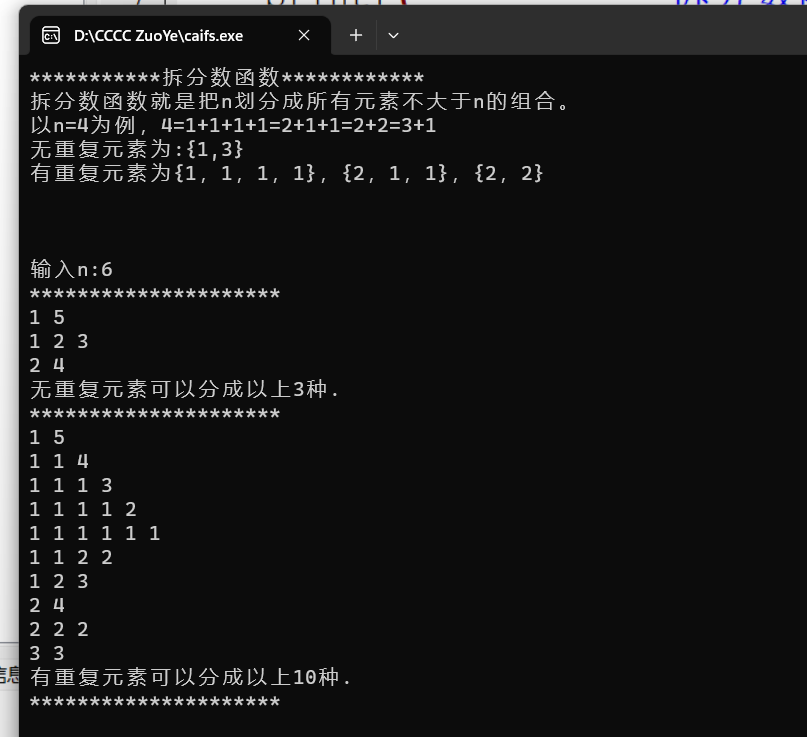 D:\CCCC ZuoYe\caifs.exe
***********拆分数函数************
拆分数函数就是把n划分成所有元素不大于n的组合。
以n=4为例，4=1+1+1+1=2+1+1=2+2=3+1
无重复元素为:{1,3}
有重复元素为{1, 1, 1, 1}, {2, 1, 1}, {2, 2}
输入n:6
*********************
1 5
1 2 3
2 4
无重复元素可以分成以上3种.
*********************
1 5
1 1 4
1 1 1 3
1 1 1 1 2
1 1 1 1 1 1
1 1 2 2
1 2 3
2 4
2 2 2
3 3
有重复元素可以分成以上10种.
*********************